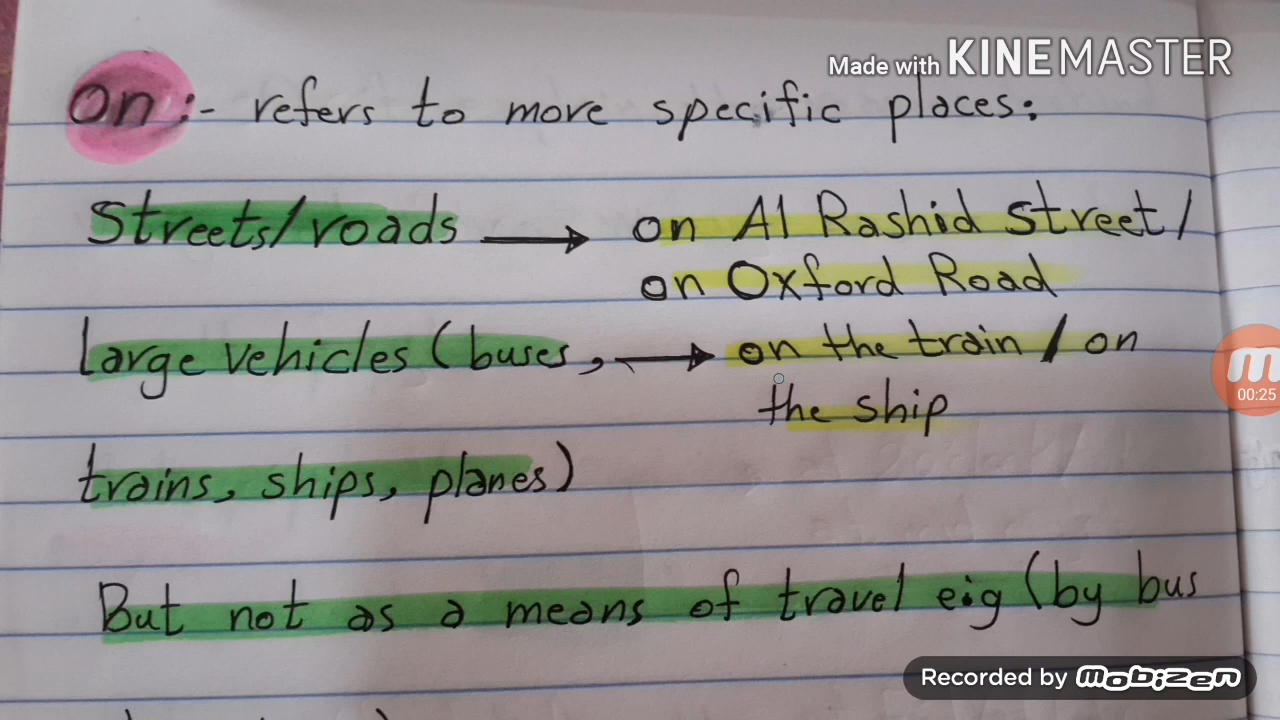 Made with KINEMASTER
On:- refers to more specific places:
Streets/roads → on Al Rashid Street/
on Oxford Road
Large vehicles (buses, → on the train / on
the ship
trains, ships, planes)
But not as a means of travel eig (by bus
00:25
Recorded by mobizen